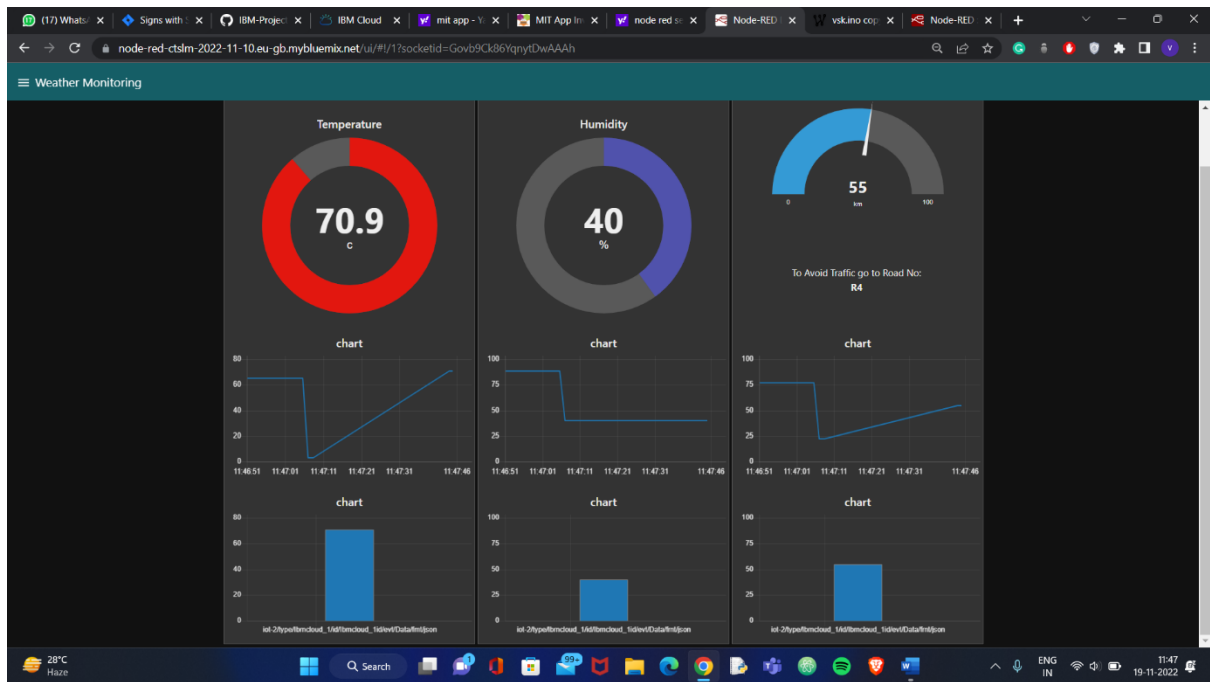 (17) Whats
Signs with
IBM-Projec
IBM Cloud
mit app - Y
MIT App In
node red se
Node-RED
vsk.ino cop
Node-RED
node-red-ctslm-2022-11-10.eu-gb.mybluemix.net/ui/#!/1?socketid=Govb9Ck86YqnytDwAAAh
Weather Monitoring
Temperature
70.9
c
Humidity
40
%
55
0 km 100
To Avoid Traffic go to Road No:
R4
chart
80
60
40
20
0
11:46:51 11:47:01 11:47:11 11:47:21 11:47:31 11:47:46
chart
100
75
50
25
0
11:46:51 11:47:01 11:47:11 11:47:21 11:47:31 11:47:46
chart
100
75
50
25
0
11:46:51 11:47:01 11:47:11 11:47:21 11:47:31 11:47:46
chart
80
60
40
20
0
iot-2/type/Ibmcloud_1/id/Ibmcloud_1id/evt/Data/fmt/json
chart
100
75
50
25
0
iot-2/type/Ibmcloud_1/id/Ibmcloud_1id/evt/Data/fmt/json
chart
100
75
50
25
0
iot-2/type/Ibmcloud_1/id/Ibmcloud_1id/evt/Data/fmt/json
28°C
Haze
Search
99+
ENG
IN
11:47
19-11-2022